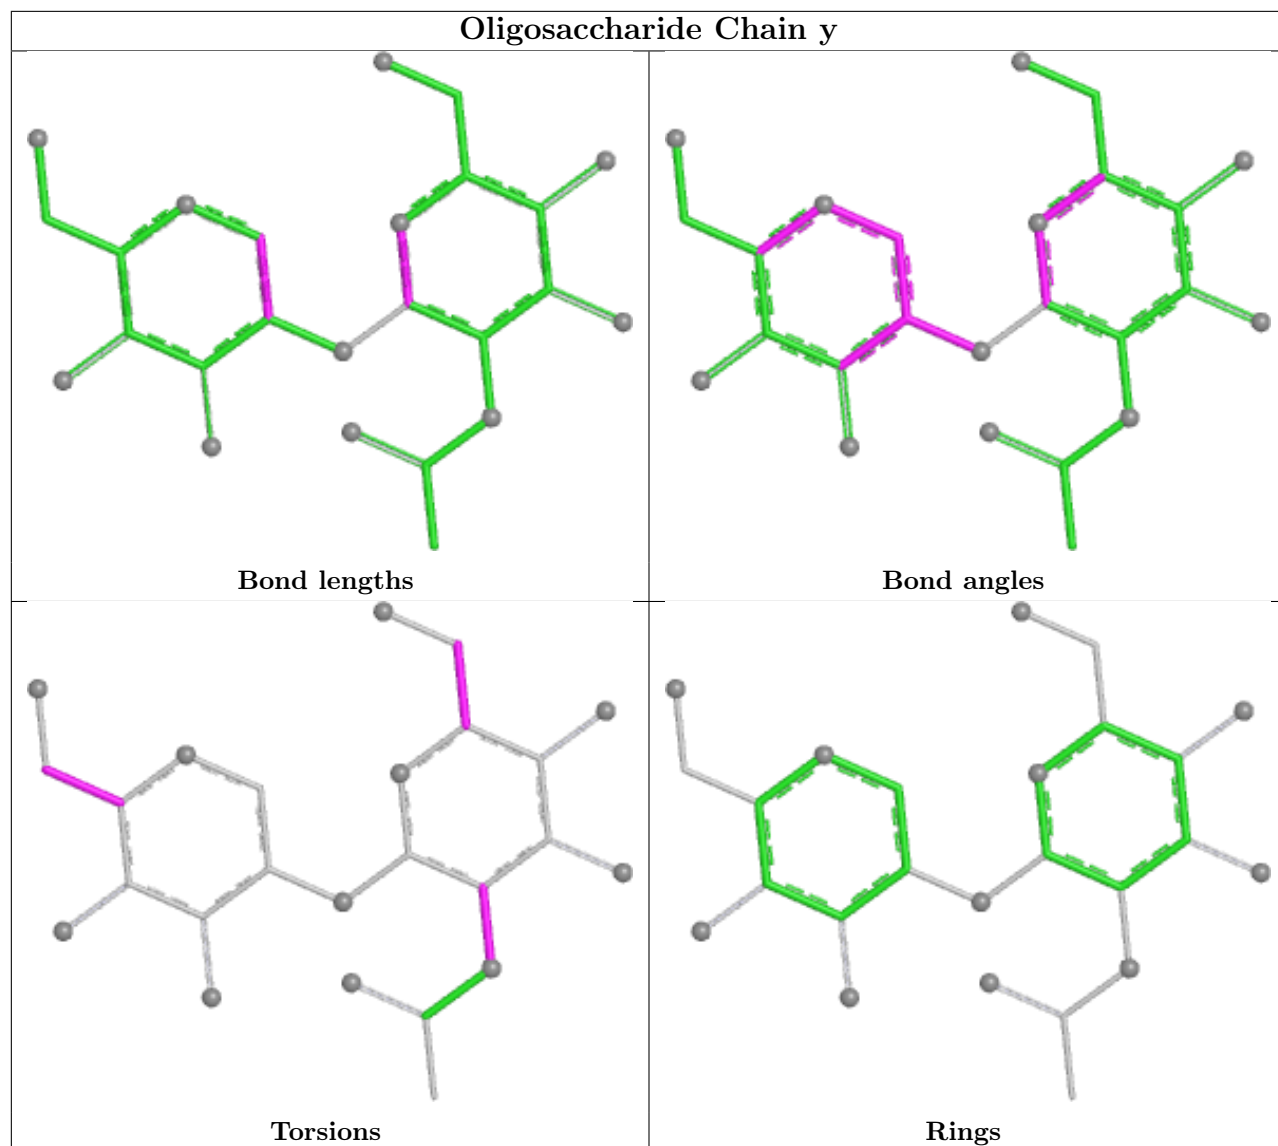 Oligosaccharide Chain y
Bond lengths
Bond angles
Torsions
Rings